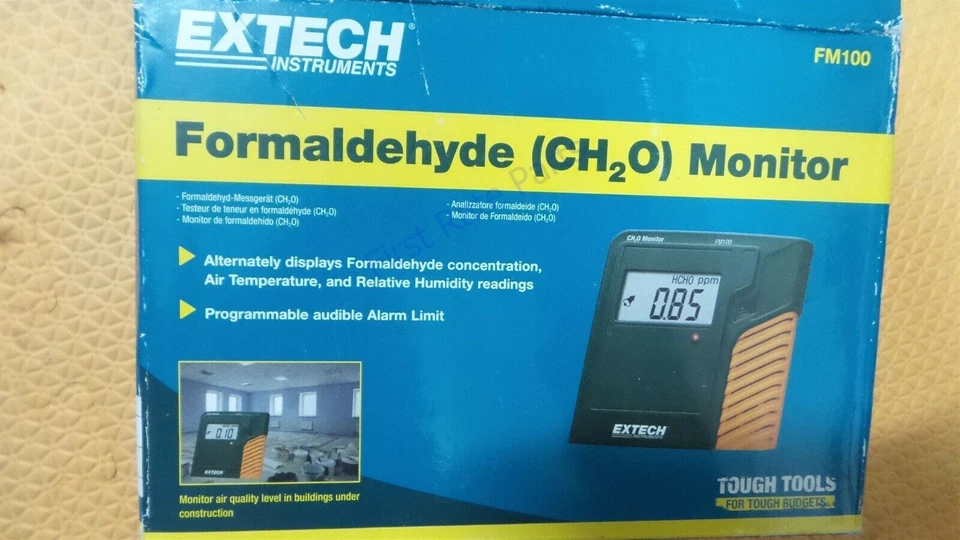 EXTECH®
INSTRUMENTS
FM100
Formaldehyde (CH₂O) Monitor
- Formaldehyd-Messgerät (CH₂O)
- Testeur de teneur en formaldéhyde (CH₂O)
- Monitor de formaldehido (CH₂O)
- Analizzatore formaldeide (CH₂O)
- Monitor de Formaldeído (CH₂O)
Alternately displays Formaldehyde concentration,
Air Temperature, and Relative Humidity readings
Programmable audible Alarm Limit
CH₂O Monitor FM100
HCHO ppm
0.85
EXTECH
INSTRUMENTS
0.10
Monitor air quality level in buildings under
construction
TOUGH TOOLS
FOR TOUGH BUDGETS